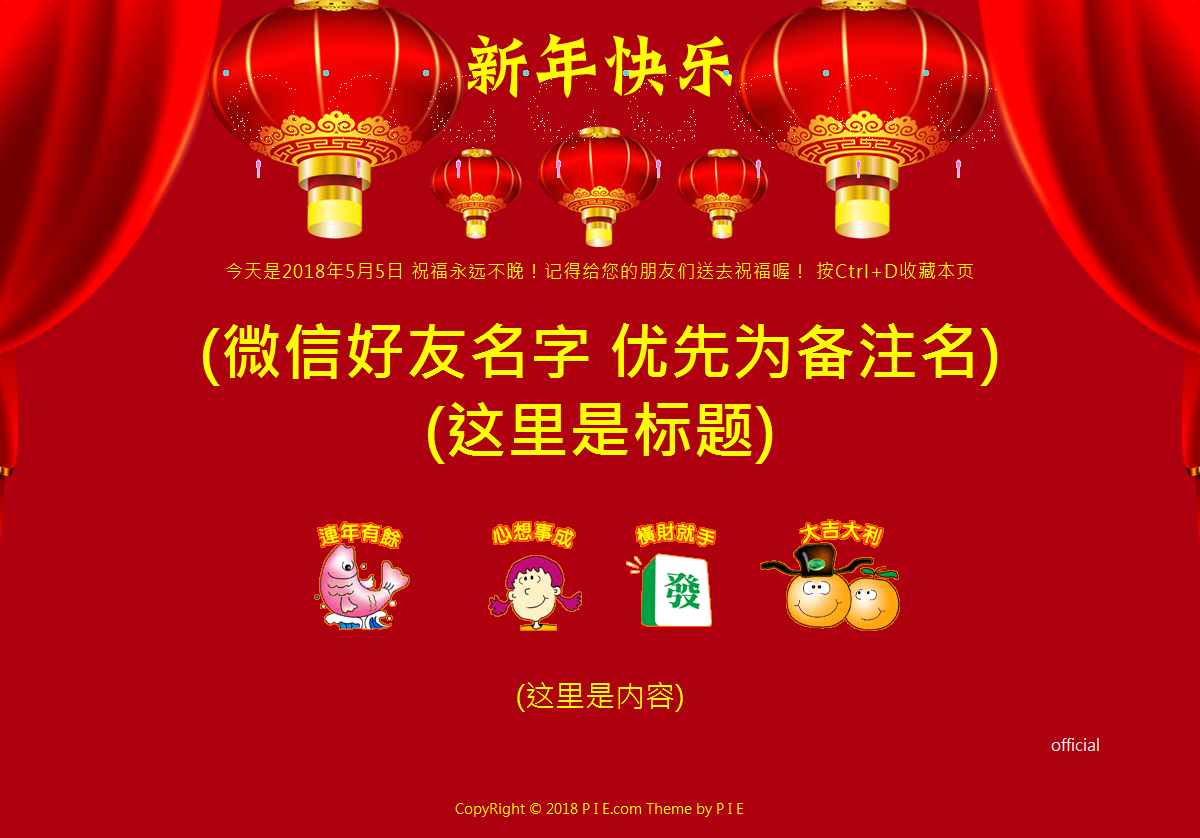 新年快乐
今天是2018年5月5日 祝福永远不晚！记得给您的朋友们送去祝福喔！ 按Ctrl+D收藏本页
(微信好友名字 优先为备注名)
(这里是标题)
連年有餘 心想事成 橫財就手 大吉大利
發
(这里是内容)
official
CopyRight © 2018 P I E.com Theme by P I E